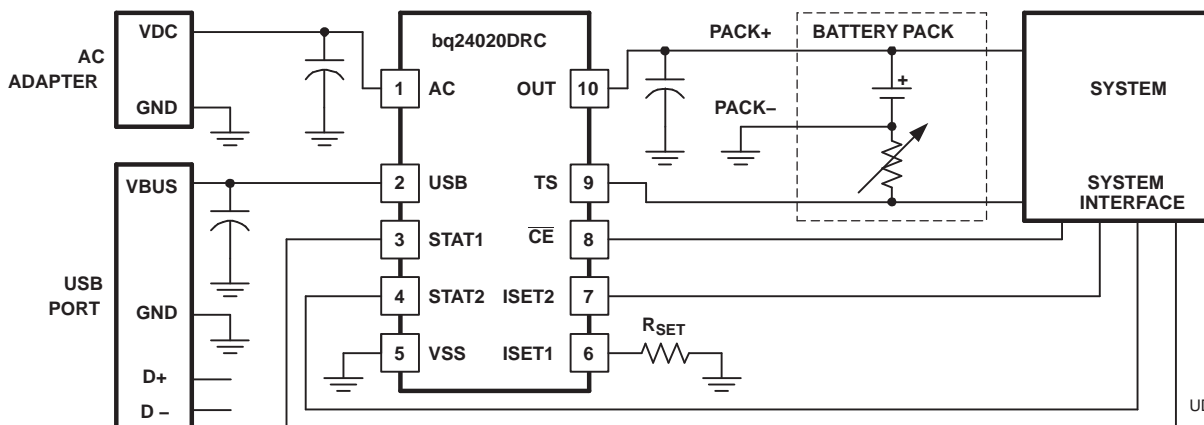 AC
ADAPTER
VDC
GND
bq24020DRC
1 AC
OUT 10
2 USB
TS 9
3 STAT1
CE 8
4 STAT2
ISET2 7
5 VSS
ISET1 6
RSET
PACK+
PACK–
BATTERY PACK
+
SYSTEM
SYSTEM
INTERFACE
USB
PORT
VBUS
GND
D+
D –